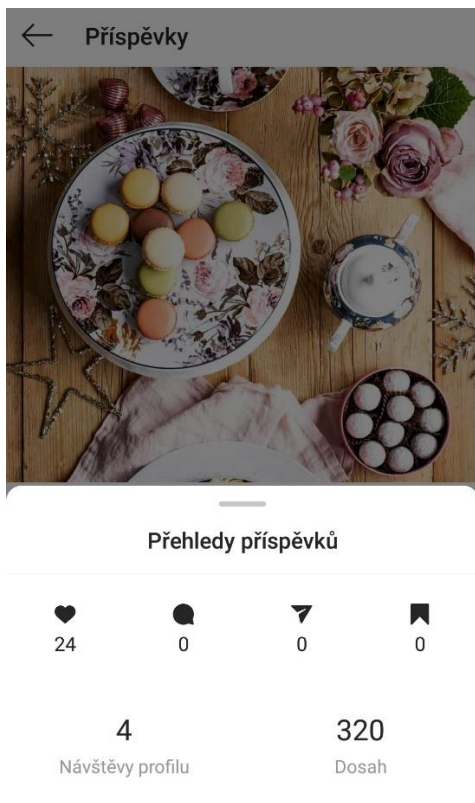 Příspěvky
Přehledy příspěvků
24 0 0 0
4 320
Návštěvy profilu Dosah